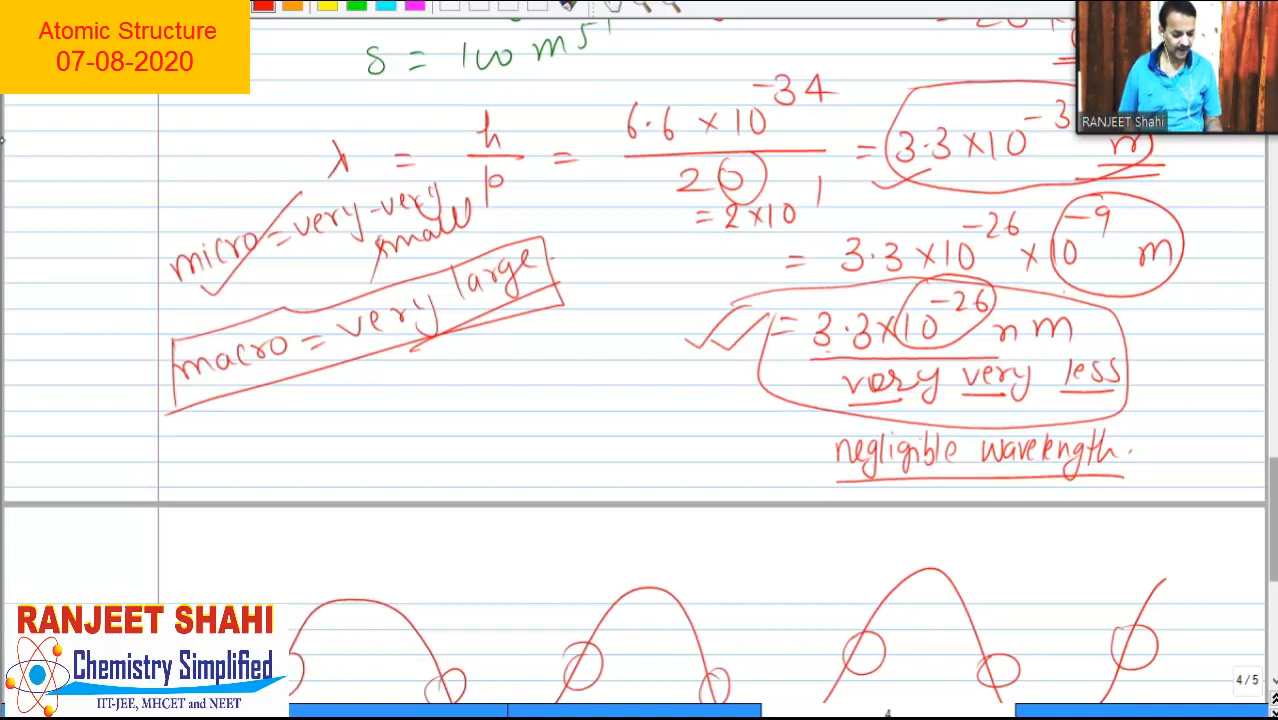 Atomic Structure
07-08-2020
s = 100 m s
RANJEET Shahi
λ = h / p = 6.6 × 10^-34 / 20 = 3.3 × 10^-3 m
= 2 × 10^1
micro = very-very small
= 3.3 × 10^-26 × 10^-9 m
macro = very large
= 3.3 × 10^-26 nm
very very less
negligible wavelength.
RANJEET SHAHI
Chemistry Simplified
IIT-JEE, MHCET and NEET
4 / 5
4